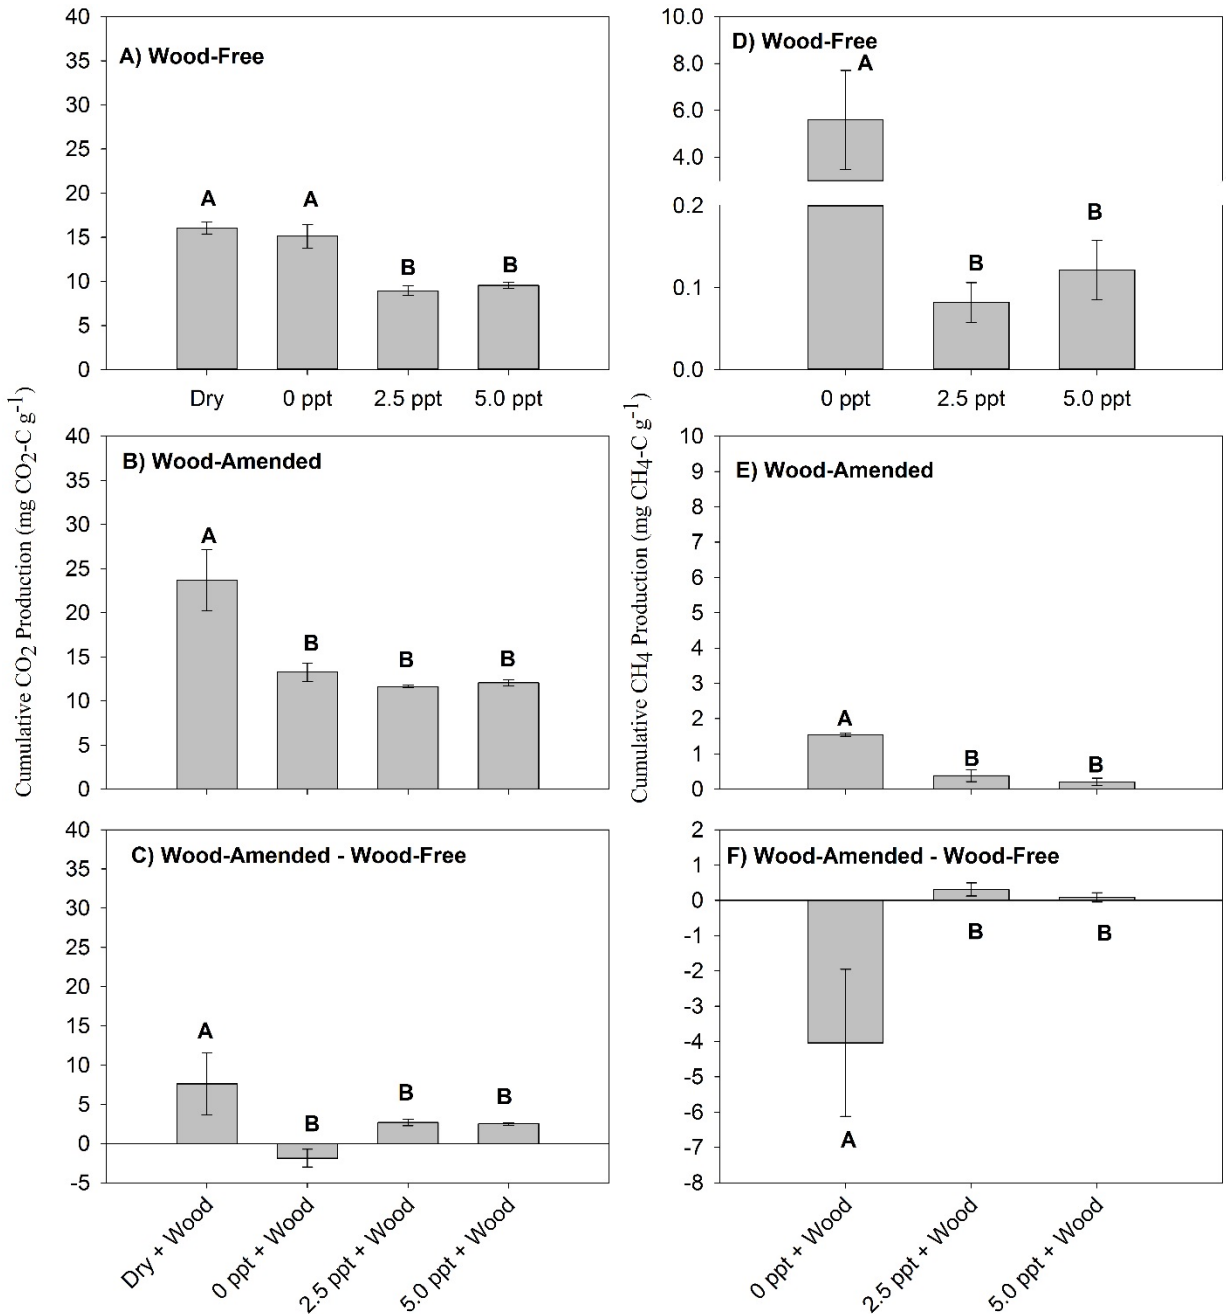 Cumulative CO2 Production (mg CO2-C g-1)
A) Wood-Free
40
35
30
25
20
15
10
5
0
A
A
B
B
Dry
0 ppt
2.5 ppt
5.0 ppt
B) Wood-Amended
40
35
30
25
20
15
10
5
0
A
B
B
B
C) Wood-Amended - Wood-Free
40
35
30
25
20
15
10
5
0
-5
A
B
B
B
Dry + Wood
0 ppt + Wood
2.5 ppt + Wood
5.0 ppt + Wood
Cumulative CH4 Production (mg CH4-C g-1)
D) Wood-Free
10.0
8.0
6.0
4.0
0.2
0.1
0.0
A
B
B
0 ppt
2.5 ppt
5.0 ppt
E) Wood-Amended
10
9
8
7
6
5
4
3
2
1
0
A
B
B
F) Wood-Amended - Wood-Free
2
1
0
-1
-2
-3
-4
-5
-6
-7
-8
A
B
B
0 ppt + Wood
2.5 ppt + Wood
5.0 ppt + Wood